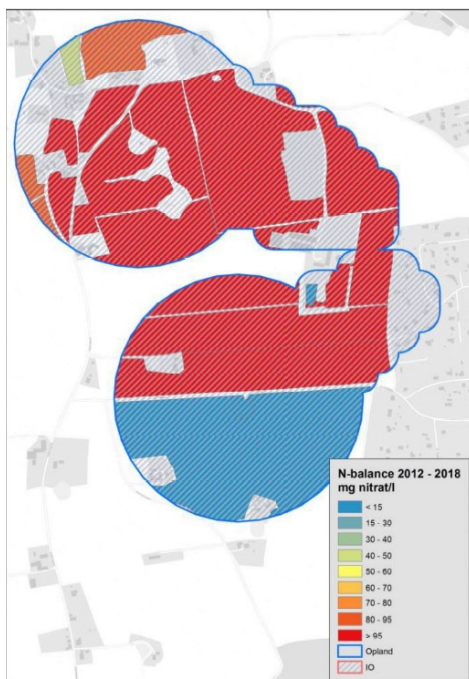 N-balance 2012 - 2018
mg nitrat/l
< 15
15 - 30
30 - 40
40 - 50
50 - 60
60 - 70
70 - 80
80 - 95
> 95
Opland
IO